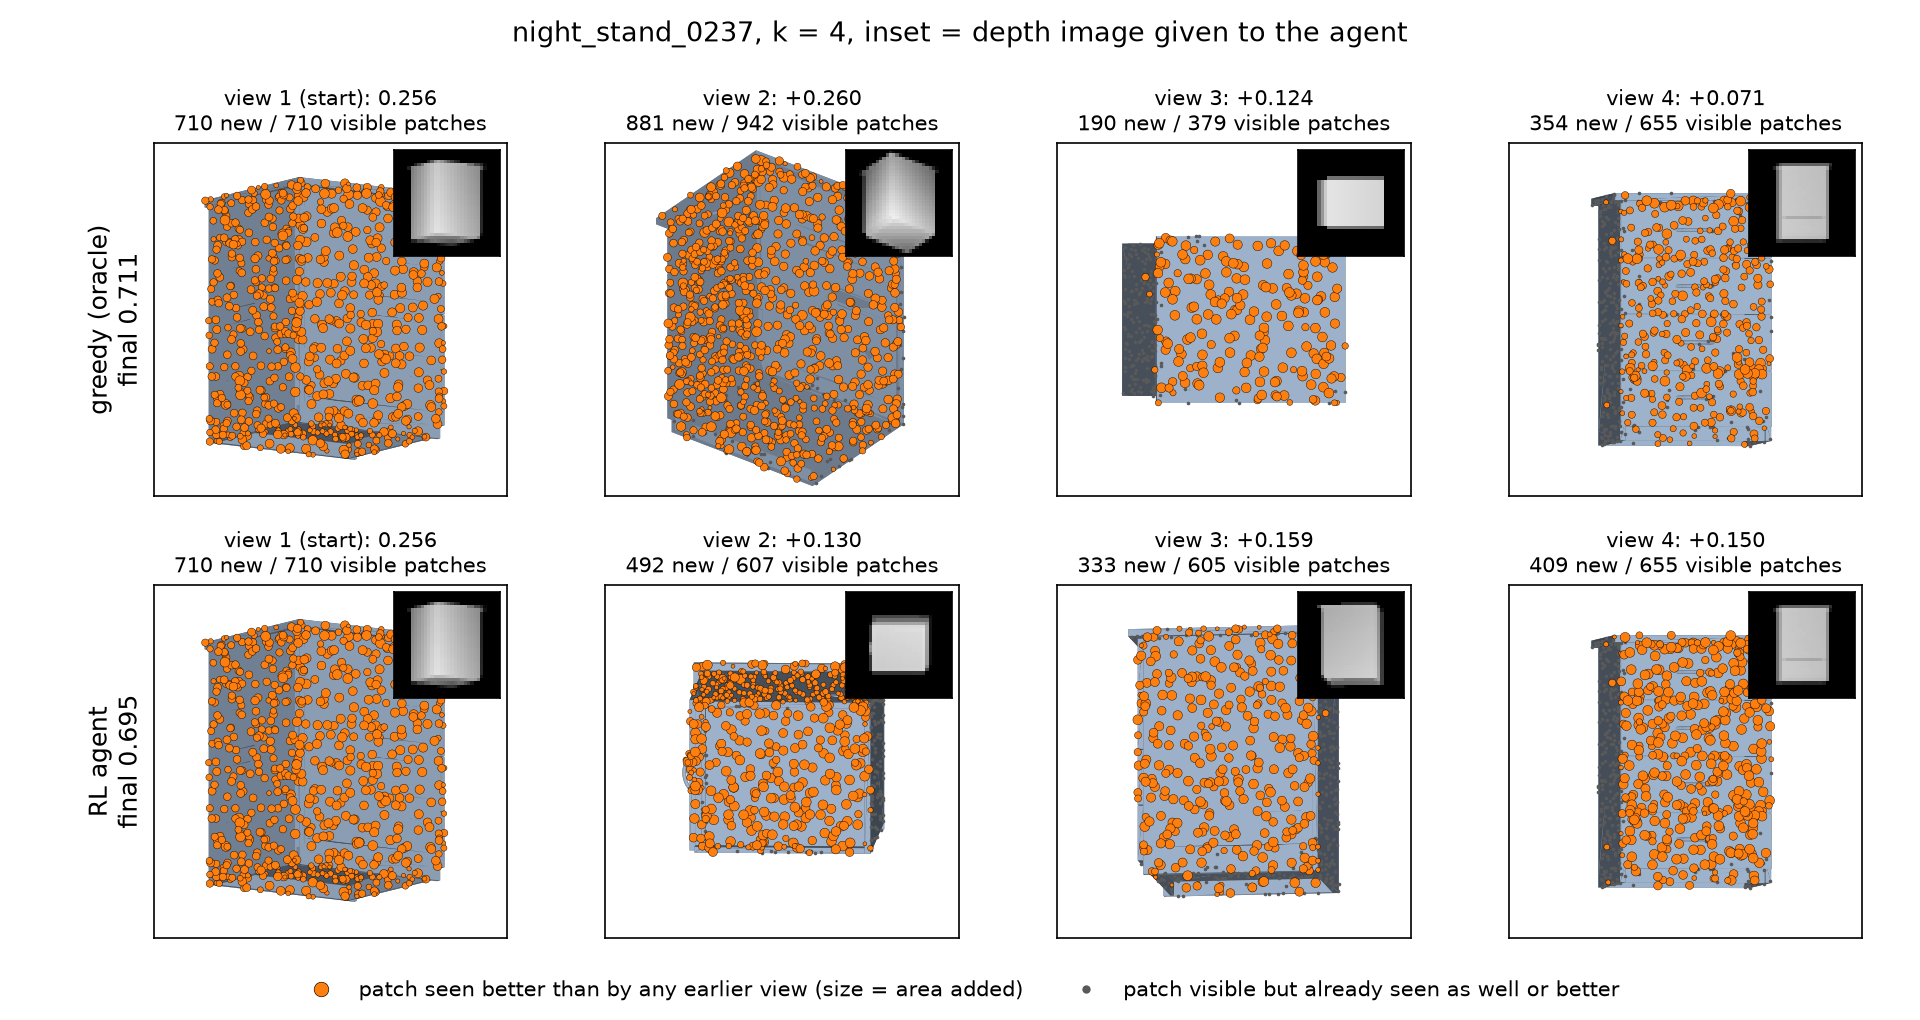 night_stand_0237, k = 4, inset = depth image given to the agent
view 1 (start): 0.256
710 new / 710 visible patches
view 2: +0.260
881 new / 942 visible patches
view 3: +0.124
190 new / 379 visible patches
view 4: +0.071
354 new / 655 visible patches
greedy (oracle)
final 0.711
view 1 (start): 0.256
710 new / 710 visible patches
view 2: +0.130
492 new / 607 visible patches
view 3: +0.159
333 new / 605 visible patches
view 4: +0.150
409 new / 655 visible patches
RL agent
final 0.695
patch seen better than by any earlier view (size = area added)
patch visible but already seen as well or better